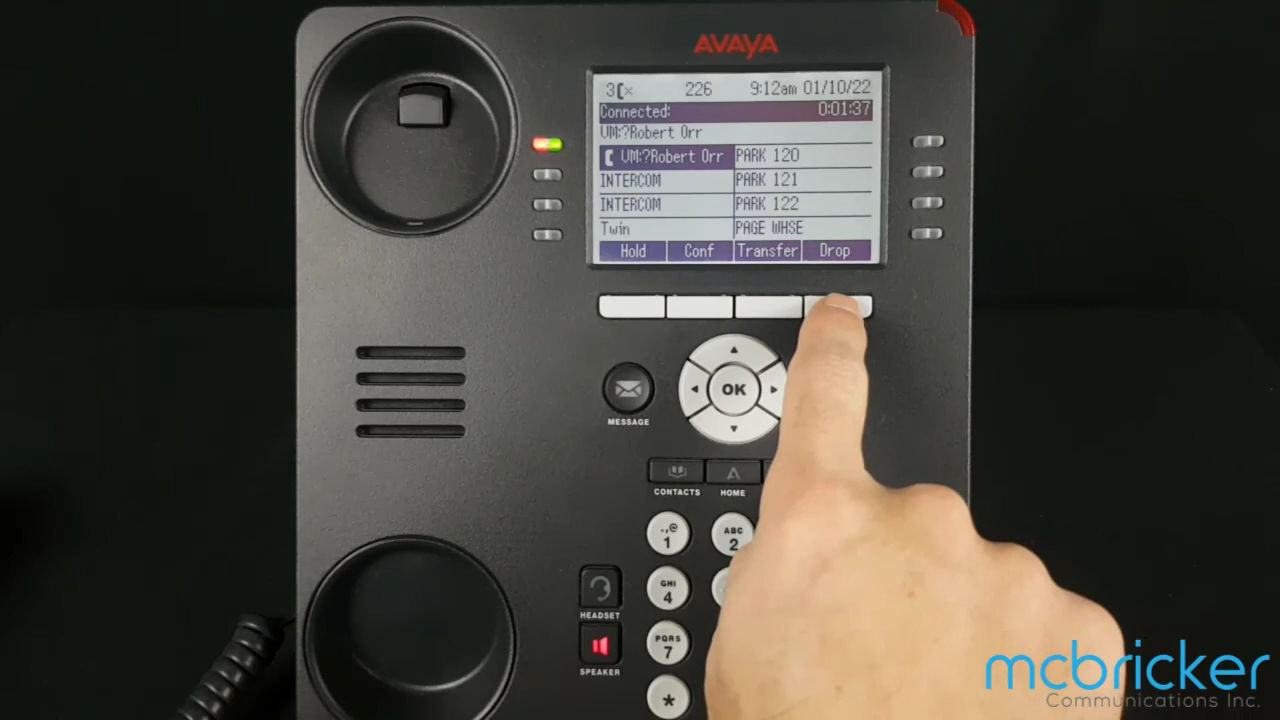 AVAYA
3 226 9:12am 01/10/22
Connected: 0:01:37
VM:?Robert Orr
VM:?Robert Orr PARK 120
INTERCOM PARK 121
INTERCOM PARK 122
Twin PAGE WHSE
Hold Conf Transfer Drop
OK
MESSAGE
CONTACTS HOME
.,@ ABC
1 2
GHI
4
HEADSET
PQRS
7
SPEAKER
*
mcbricker
Communications Inc.